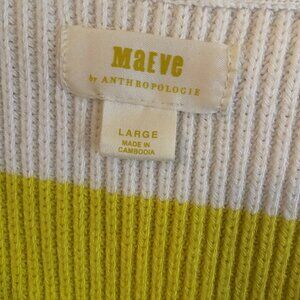 MAEVE
by ANTHROPOLOGIE
LARGE
MADE IN
CAMBODIA